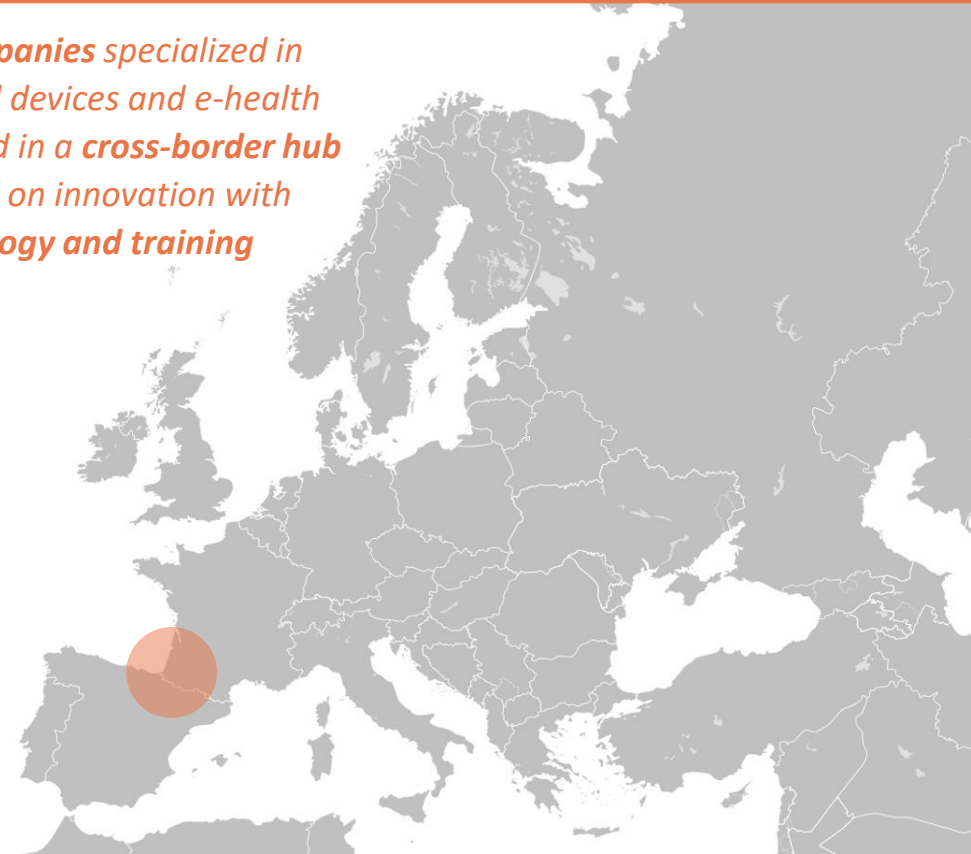 panies specialized in
l devices and e-health
d in a cross-border hub
on innovation with
ogy and training